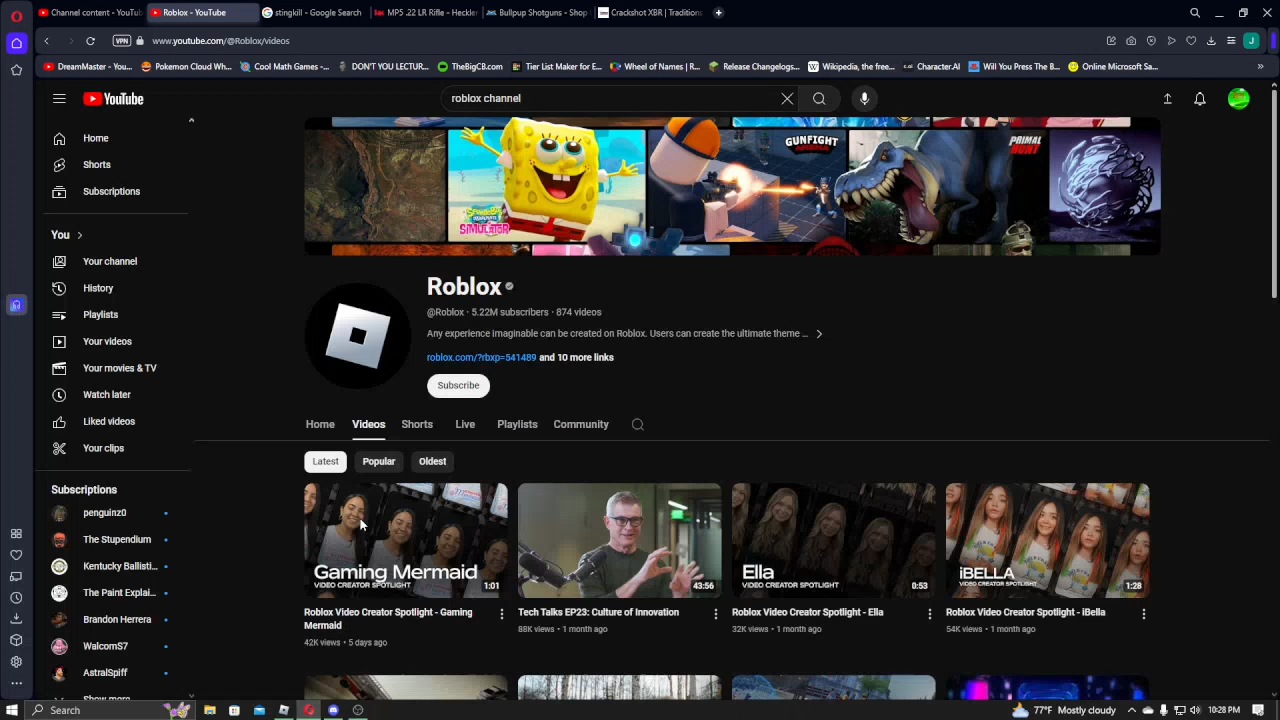 Channel content - YouTu
Roblox - YouTube
stingkill - Google Search
MP5 .22 LR Rifle - Heckler
Bullpup Shotguns - Shop
Crackshot XBR | Traditions
VPN
www.youtube.com/@Roblox/videos
J
DreamMaster - You...
Pokemon Cloud Wh...
Cool Math Games -...
DON'T YOU LECTUR...
TheBigCB.com
Tier List Maker for E...
Wheel of Names | R...
Release Changelogs...
Wikipedia, the free...
Character.AI
Will You Press The B...
Online Microsoft Sa...
YouTube
roblox channel
Home
Shorts
Subscriptions
You
Your channel
History
Playlists
Your videos
Your movies & TV
Watch later
Liked videos
Your clips
Subscriptions
penguinz0
The Stupendium
Kentucky Ballisti...
The Paint Explai...
Brandon Herrera
WalcomS7
AstralSpiff
Show more
SPONGEBOB
SIMULATOR
GUNFIGHT
ARENA
PRIMAL
HUNT
Roblox
@Roblox · 5.22M subscribers · 874 videos
Any experience imaginable can be created on Roblox. Users can create the ultimate theme ...
roblox.com/?rbxp=541489 and 10 more links
Subscribe
Home
Videos
Shorts
Live
Playlists
Community
Latest
Popular
Oldest
Gaming Mermaid
VIDEO CREATOR SPOTLIGHT
1:01
43:56
Ella
VIDEO CREATOR SPOTLIGHT
0:53
iBELLA
VIDEO CREATOR SPOTLIGHT
1:28
Roblox Video Creator Spotlight - Gaming
Mermaid
42K views · 5 days ago
Tech Talks EP23: Culture of Innovation
88K views · 1 month ago
Roblox Video Creator Spotlight - Ella
32K views · 1 month ago
Roblox Video Creator Spotlight - iBella
54K views · 1 month ago
Search
77°F Mostly cloudy
10:28 PM